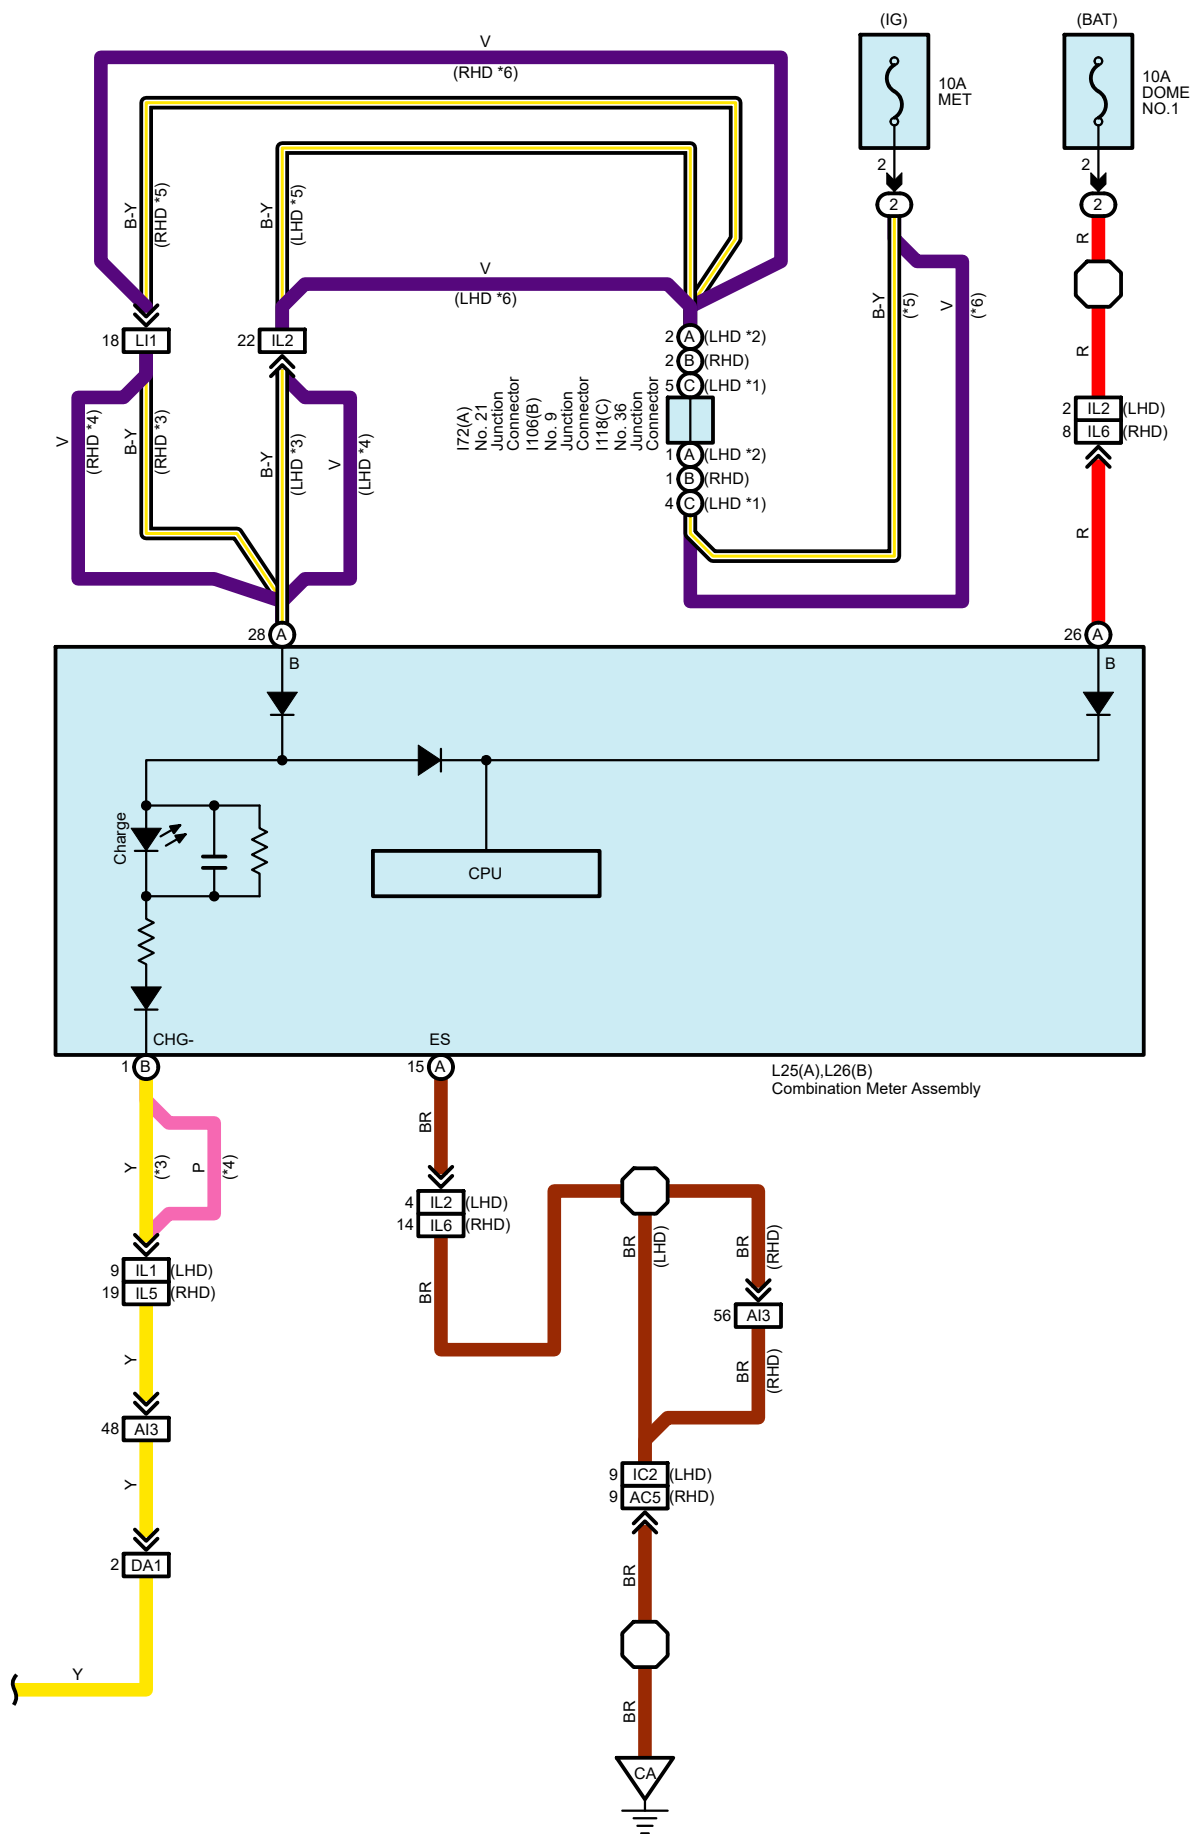 (IG)
(BAT)
10A
MET
10A
DOME
NO.1
2
2
2
2
V
(RHD *6)
B-Y
(RHD *5)
B-Y
(LHD *5)
V
(LHD *6)
B-Y
(*5)
V
(*6)
R
R
18 LI1
22 IL2
2 A (LHD *2)
2 B (RHD)
5 C (LHD *1)
I72(A)
No. 21
Junction
Connector
I106(B)
No. 9
Junction
Connector
I118(C)
No. 36
Junction
Connector
1 A (LHD *2)
1 B (RHD)
4 C (LHD *1)
2 IL2 (LHD)
8 IL6 (RHD)
V
(RHD *4)
B-Y
(RHD *3)
B-Y
(LHD *3)
V
(LHD *4)
R
28 A
B
26 A
B
Charge
CPU
CHG-
ES
1 B
15 A
L25(A),L26(B)
Combination Meter Assembly
Y
(*3)
P
(*4)
BR
4 IL2 (LHD)
14 IL6 (RHD)
BR
BR
(LHD)
BR
(RHD)
9 IL1 (LHD)
19 IL5 (RHD)
56 AI3
Y
BR
(RHD)
48 AI3
Y
9 IC2 (LHD)
9 AC5 (RHD)
2 DA1
BR
Y
BR
CA